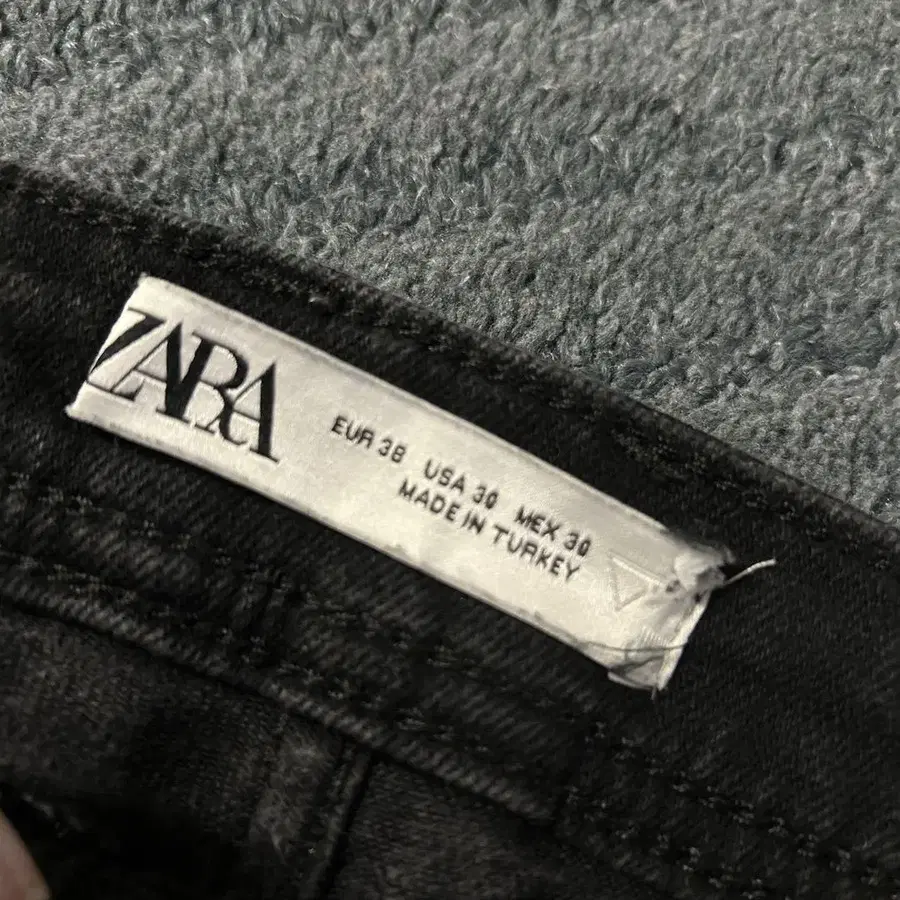 ZARA
EUR 38 USA 30 MEX 30
MADE IN TURKEY